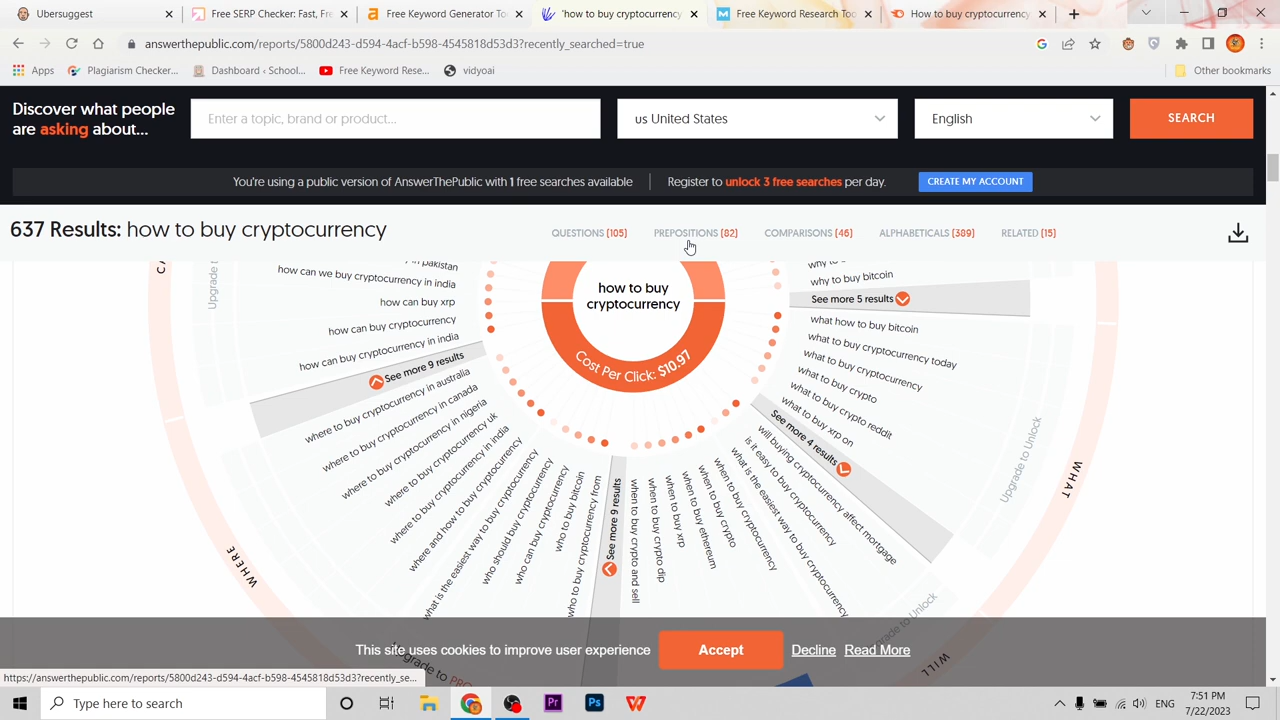 Ubersuggest
Free SERP Checker: Fast, Fre
Free Keyword Generator Too
"how to buy cryptocurrency
Free Keyword Research Too
How to buy cryptocurrency:
answerthepublic.com/reports/5800d243-d594-4acf-b598-4545818d53d3?recently_searched=true
Apps
Plagiarism Checker...
Dashboard ‹ School...
Free Keyword Rese...
vidyoai
Other bookmarks
Discover what people
are asking about...
Enter a topic, brand or product...
us United States
English
SEARCH
You're using a public version of AnswerThePublic with 1 free searches available
Register to unlock 3 free searches per day.
CREATE MY ACCOUNT
637 Results: how to buy cryptocurrency
QUESTIONS (105)
PREPOSITIONS (82)
COMPARISONS (46)
ALPHABETICALS (389)
RELATED (15)
how to buy
cryptocurrency
Cost Per Click: $10.97
in pakistan
how can we buy cryptocurrency in india
how can buy xrp
how can buy cryptocurrency
how can buy cryptocurrency in india
See more 9 results
where to buy cryptocurrency in australia
where to buy cryptocurrency in canada
where to buy cryptocurrency in nigeria
where to buy cryptocurrency uk
where to buy cryptocurrency in india
where and how to buy cryptocurrency
WHERE
what is the easiest way to buy cryptocurrency
who should buy cryptocurrency
who can buy cryptocurrency
who to buy bitcoin
who to buy cryptocurrency from
See more 9 results
when to buy crypto and sell
when to buy crypto dip
when to buy xrp
when to buy ethereum
when to buy crypto
when to buy cryptocurrency
what is the easiest way to buy cryptocurrency
is it easy to buy cryptocurrency
will buying cryptocurrency affect mortgage
WILL
See more 4 results
what to buy xrp on
what to buy crypto reddit
what to buy crypto
what to buy cryptocurrency
what to buy cryptocurrency today
what how to buy bitcoin
WHAT
Upgrade to Unlock
See more 5 results
why to buy bitcoin
This site uses cookies to improve user experience
Accept
Decline
Read More
https://answerthepublic.com/reports/5800d243-d594-4acf-b598-4545818d53d3?recently_se...
Type here to search
Pr
Ps
ENG
7:51 PM
7/22/2023